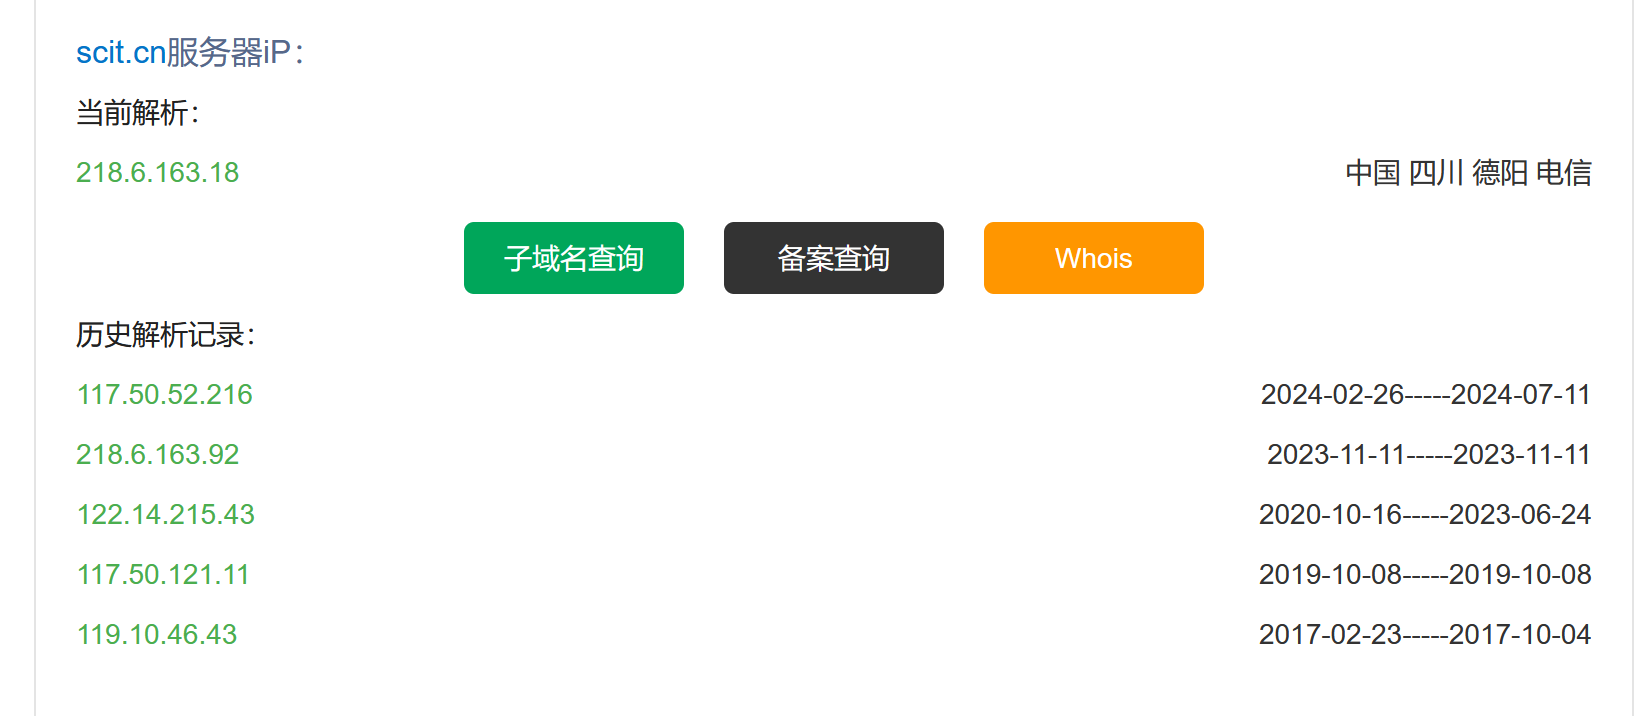 scit.cn服务器iP：
当前解析：
218.6.163.18 中国 四川 德阳 电信
子域名查询 备案查询 Whois
历史解析记录：
117.50.52.216 2024-02-26-----2024-07-11
218.6.163.92 2023-11-11-----2023-11-11
122.14.215.43 2020-10-16-----2023-06-24
117.50.121.11 2019-10-08-----2019-10-08
119.10.46.43 2017-02-23-----2017-10-04